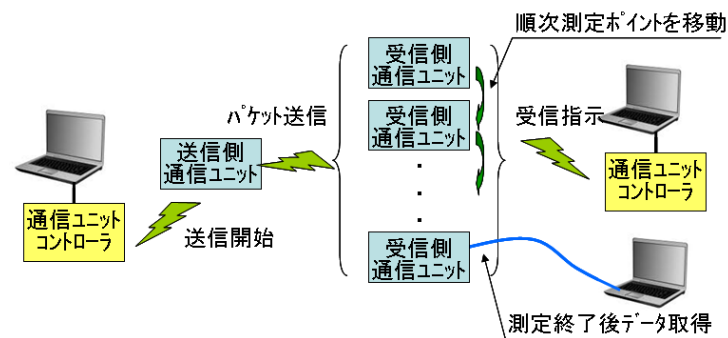 順次測定ポイントを移動
受信側
通信ユニット
パケット送信
受信側
通信ユニット
受信指示
送信側
通信ユニット
通信ユニット
コントローラ
通信ユニット
コントローラ
送信開始
受信側
通信ユニット
測定終了後データ取得